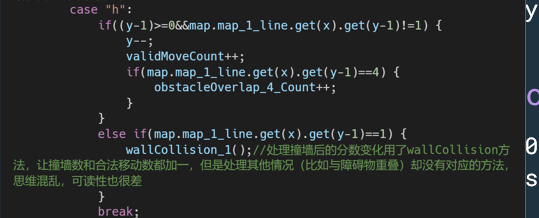 case "h":
if((y-1)>=0&&map.map_1_line.get(x).get(y-1)!=1) {
y--;
validMoveCount++;
if(map.map_1_line.get(x).get(y-1)==4) {
obstacleOverlap_4_Count++;
}
}
else if(map.map_1_line.get(x).get(y-1)==1) {
wallCollision_1();//处理撞墙后的分数变化用了wallCollision方
法，让撞墙数和合法移动数都加一，但是处理其他情况（比如与障碍物重叠）却没有对应的方法，
思维混乱，可读性也很差
}
break;
y
0
s